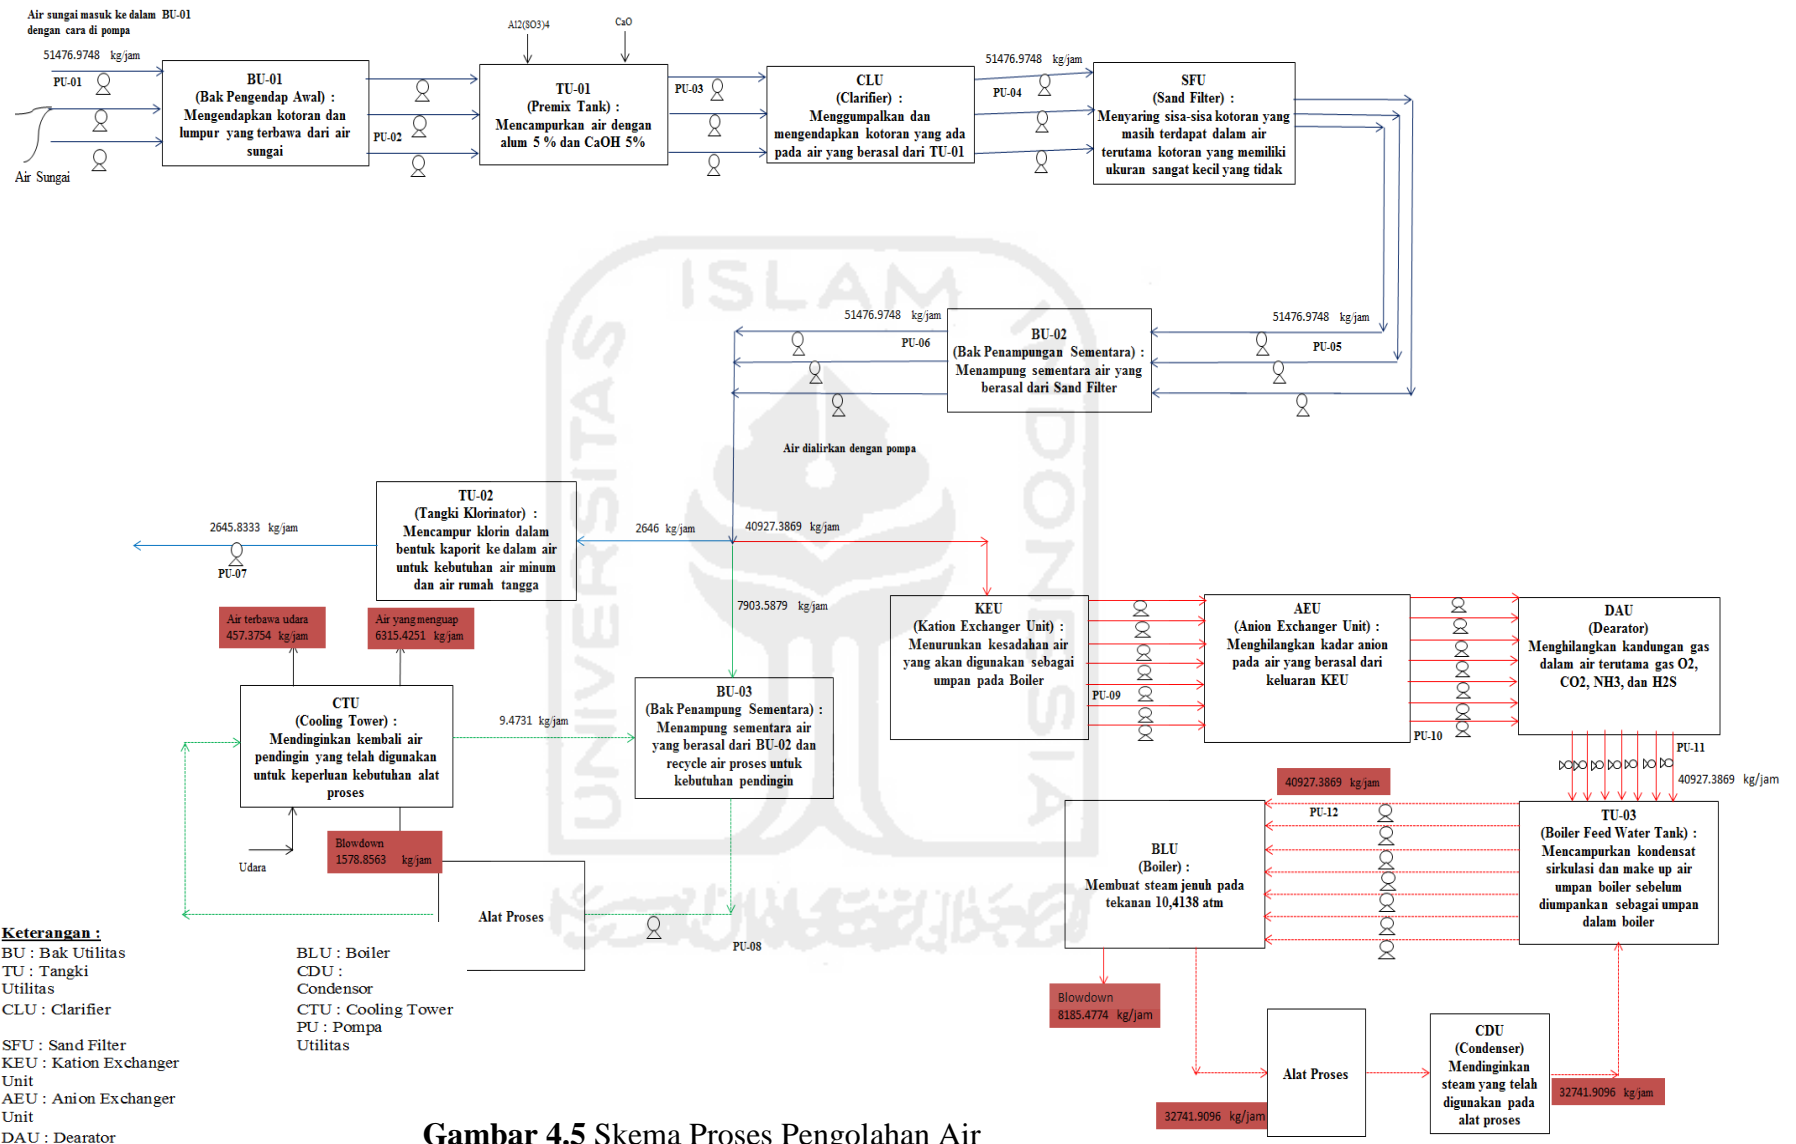 Air sungai masuk ke dalam BU-01
dengan cara di pompa
51476.9748 kg/jam
PU-01
Air Sungai
BU-01
(Bak Pengendap Awal) :
Mengendapkan kotoran dan
lumpur yang terbawa dari air
sungai
PU-02
Al2(SO3)4
CaO
TU-01
(Premix Tank) :
Mencampurkan air dengan
alum 5 % dan CaOH 5%
PU-03
CLU
(Clarifier) :
Menggumpalkan dan
mengendapkan kotoran yang ada
pada air yang berasal dari TU-01
51476.9748 kg/jam
PU-04
SFU
(Sand Filter) :
Menyaring sisa-sisa kotoran yang
masih terdapat dalam air
terutama kotoran yang memiliki
ukuran sangat kecil yang tidak
51476.9748 kg/jam
PU-05
BU-02
(Bak Penampungan Sementara) :
Menampung sementara air yang
berasal dari Sand Filter
51476.9748 kg/jam
PU-06
Air dialirkan dengan pompa
ISLAM
UNIVERSITAS
INDONESIA
TU-02
(Tangki Klorinator) :
Mencampur klorin dalam
bentuk kaporit ke dalam air
untuk kebutuhan air minum
dan air rumah tangga
2645.8333 kg/jam
PU-07
2646 kg/jam
40927.3869 kg/jam
7903.5879 kg/jam
Air terbawa udara
457.3754 kg/jam
Air yang menguap
6315.4251 kg/jam
CTU
(Cooling Tower) :
Mendinginkan kembali air
pendingin yang telah digunakan
untuk keperluan kebutuhan alat
proses
9.4731 kg/jam
BU-03
(Bak Penampung Sementara) :
Menampung sementara air
yang berasal dari BU-02 dan
recycle air proses untuk
kebutuhan pendingin
Udara
Blowdown
1578.8563 kg/jam
Alat Proses
PU-08
KEU
(Kation Exchanger Unit) :
Menurunkan kesadahan air
yang akan digunakan sebagai
umpan pada Boiler
PU-09
AEU
(Anion Exchanger Unit) :
Menghilangkan kadar anion
pada air yang berasal dari
keluaran KEU
PU-10
DAU
(Dearator)
Menghilangkan kandungan gas
dalam air terutama gas O2,
CO2, NH3, dan H2S
PU-11
40927.3869 kg/jam
TU-03
(Boiler Feed Water Tank) :
Mencampurkan kondensat
sirkulasi dan make up air
umpan boiler sebelum
diumpankan sebagai umpan
dalam boiler
40927.3869 kg/jam
PU-12
BLU
(Boiler) :
Membuat steam jenuh pada
tekanan 10,4138 atm
Blowdown
8185.4774 kg/jam
32741.9096 kg/jam
Alat Proses
CDU
(Condenser)
Mendinginkan
steam yang telah
digunakan pada
alat proses
32741.9096 kg/jam
Keterangan :
BU : Bak Utilitas
TU : Tangki
Utilitas
CLU : Clarifier
SFU : Sand Filter
KEU : Kation Exchanger
Unit
AEU : Anion Exchanger
Unit
DAU : Dearator
BLU : Boiler
CDU :
Condensor
CTU : Cooling Tower
PU : Pompa
Utilitas
Gambar 4.5 Skema Proses Pengolahan Air